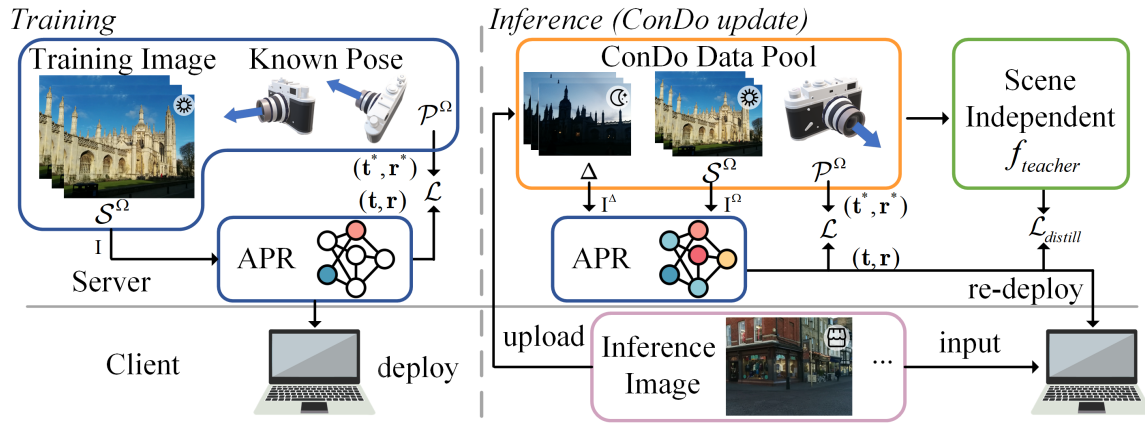 Training
Training Image
Known Pose
𝒫^Ω
(t*, r*)
ℒ
(t, r)
𝒮^Ω
I
APR
Server
Client
deploy
Inference (ConDo update)
ConDo Data Pool
Δ
𝒮^Ω
𝒫^Ω
I^Δ
I^Ω
(t*, r*)
ℒ
(t, r)
APR
Scene
Independent
f_teacher
ℒ_distill
re-deploy
upload
Inference
Image
...
input